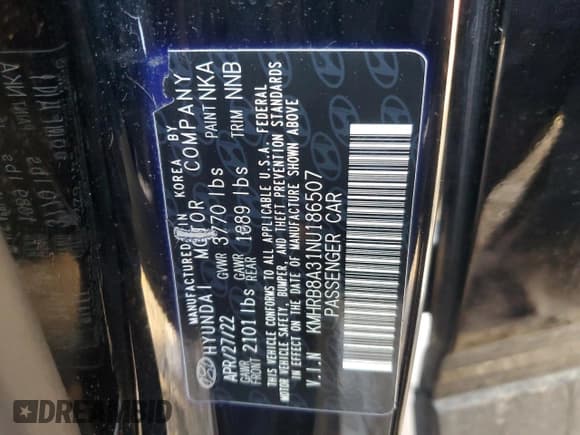 MANUFACTURED IN KOREA BY
HYUNDAI MOTOR COMPANY
APR/27/22 GVWR 3770 lbs PAINT NKA
GAWR FRONT 2101 lbs GAWR REAR 1889 lbs TRIM NNB
THIS VEHICLE CONFORMS TO ALL APPLICABLE U.S.A. FEDERAL
MOTOR VEHICLE SAFETY, BUMPER, AND THEFT PREVENTION STANDARDS
IN EFFECT ON THE DATE OF MANUFACTURE SHOWN ABOVE.
V.I.N KMHRB8A31NU186507
PASSENGER CAR
DREAMBID